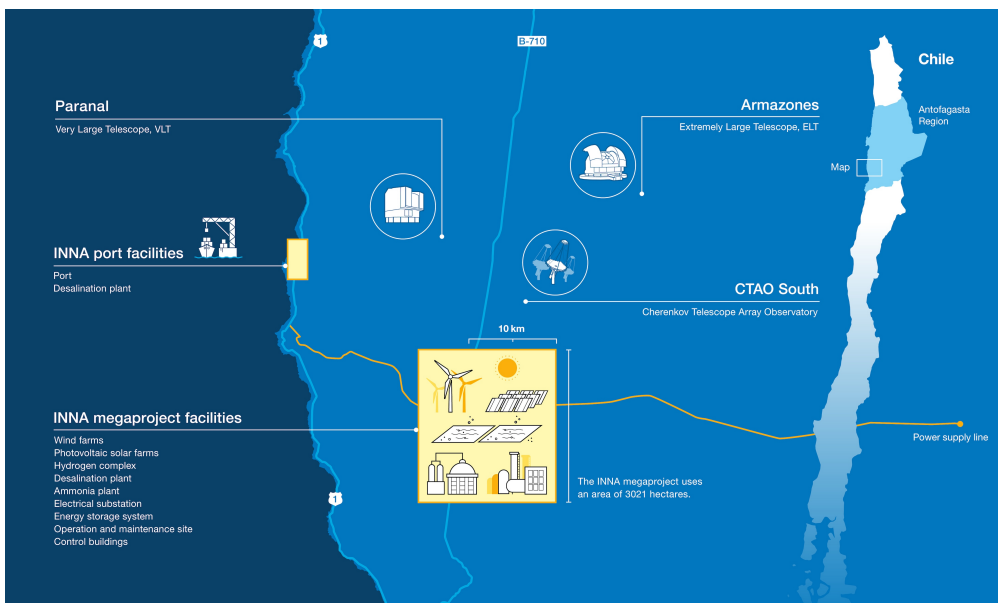 1
B-710
Chile
Paranal
Very Large Telescope, VLT
Armazones
Extremely Large Telescope, ELT
Antofagasta
Region
Map
INNA port facilities
Port
Desalination plant
CTAO South
Cherenkov Telescope Array Observatory
10 km
INNA megaproject facilities
Wind farms
Photovoltaic solar farms
Hydrogen complex
Desalination plant
Ammonia plant
Electrical substation
Energy storage system
Operation and maintenance site
Control buildings
Power supply line
The INNA megaproject uses
an area of 3021 hectares.
1